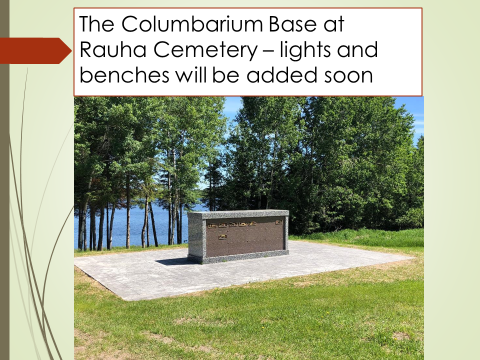 The Columbarium Base at
Rauha Cemetery – lights and
benches will be added soon